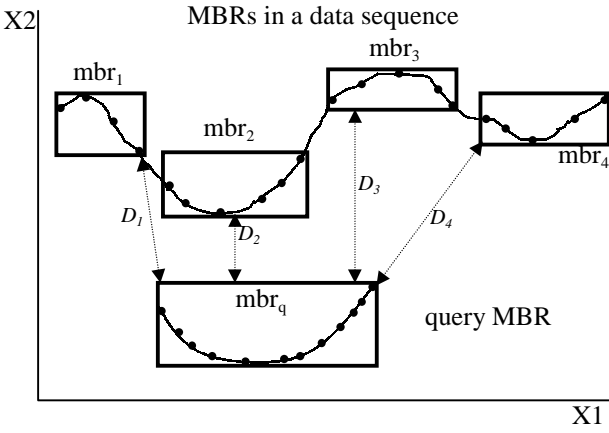 MBRs in a data sequence
X2
mbr3
mbr1
mbr2
mbr4
D3
D1
D2
D4
mbrq
query MBR
X1